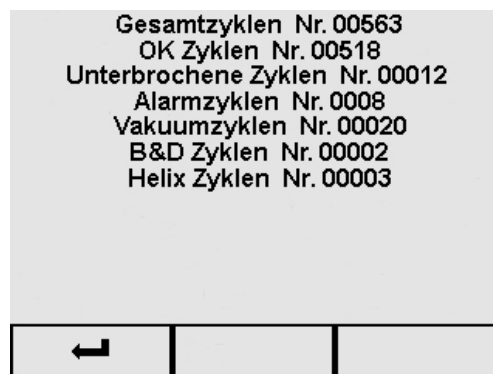 Gesamtzyklen Nr. 00563
OK Zyklen Nr. 00518
Unterbrochene Zyklen Nr. 00012
Alarmzyklen Nr. 0008
Vakuumzyklen Nr. 00020
B&D Zyklen Nr. 00002
Helix Zyklen Nr. 00003